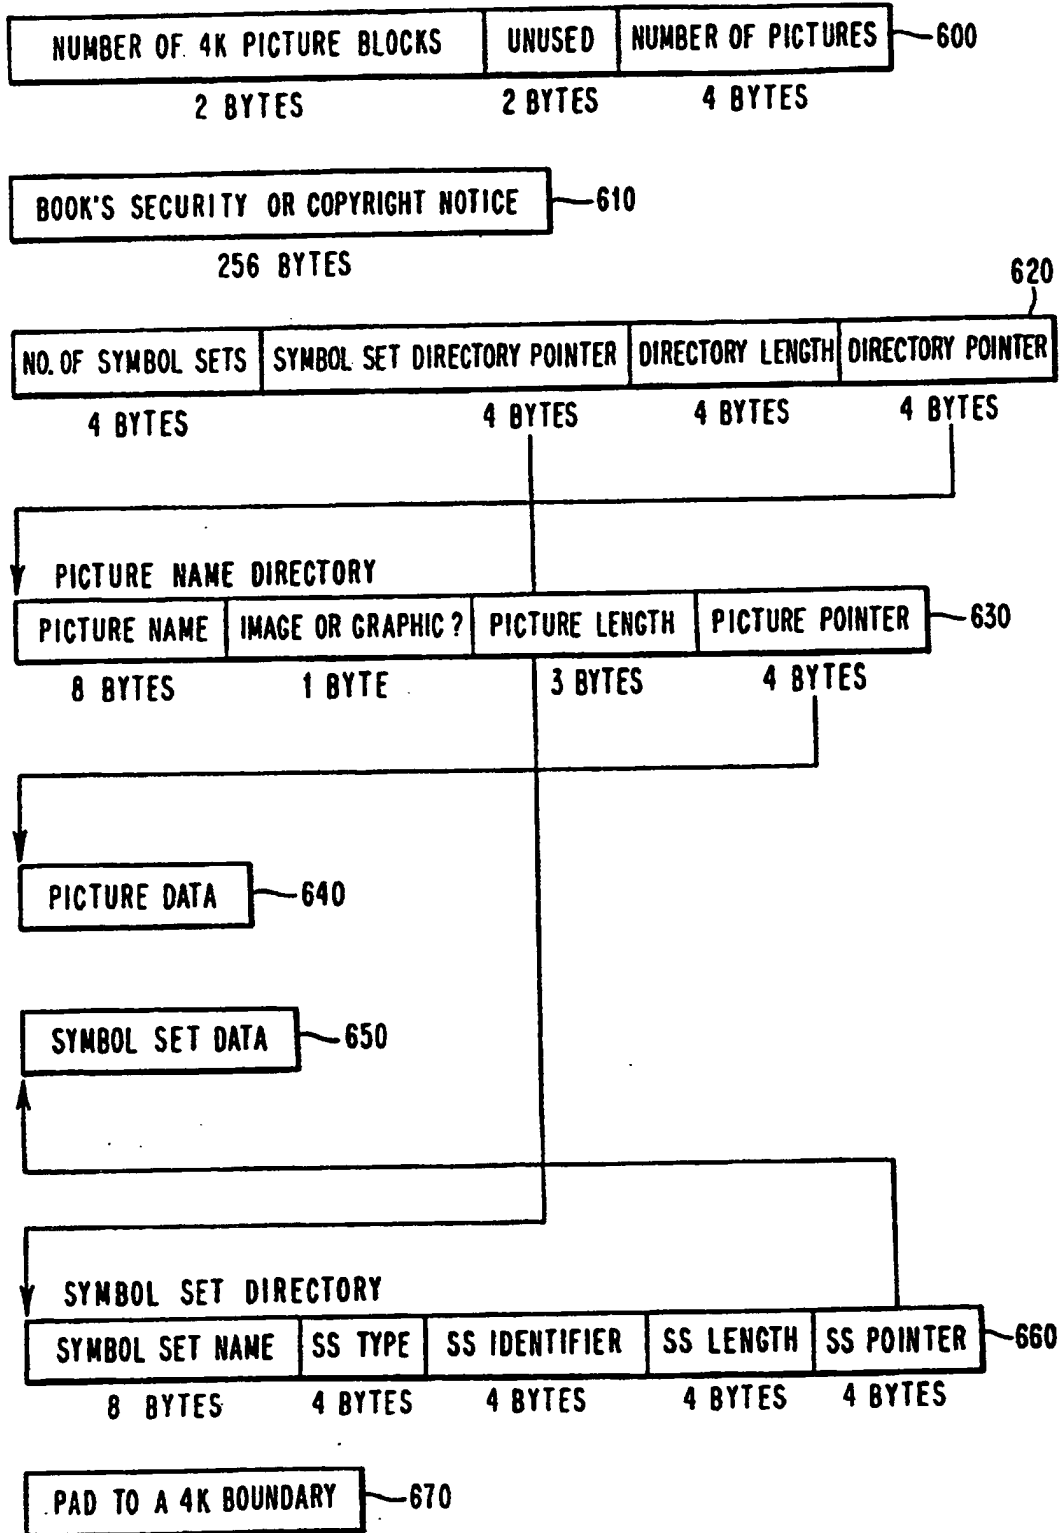 NUMBER OF 4K PICTURE BLOCKS UNUSED NUMBER OF PICTURES 600
2 BYTES 2 BYTES 4 BYTES
BOOK'S SECURITY OR COPYRIGHT NOTICE 610
256 BYTES
620
NO. OF SYMBOL SETS SYMBOL SET DIRECTORY POINTER DIRECTORY LENGTH DIRECTORY POINTER
4 BYTES 4 BYTES 4 BYTES 4 BYTES
PICTURE NAME DIRECTORY
PICTURE NAME IMAGE OR GRAPHIC ? PICTURE LENGTH PICTURE POINTER 630
8 BYTES 1 BYTE 3 BYTES 4 BYTES
PICTURE DATA 640
SYMBOL SET DATA 650
SYMBOL SET DIRECTORY
SYMBOL SET NAME SS TYPE SS IDENTIFIER SS LENGTH SS POINTER 660
8 BYTES 4 BYTES 4 BYTES 4 BYTES 4 BYTES
PAD TO A 4K BOUNDARY 670